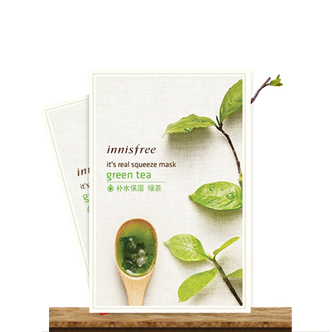 innisfree
it's real squeeze mask
green tea
补水保湿 绿茶